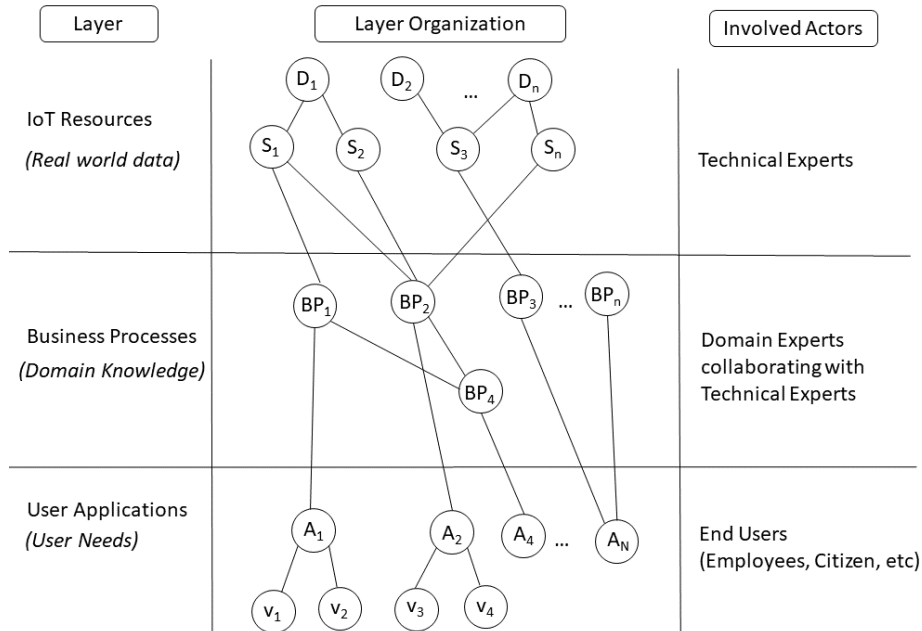 Layer
Layer Organization
Involved Actors
D1
D2
...
Dn
IoT Resources
(Real world data)
S1
S2
S3
Sn
Technical Experts
BP1
BP2
BP3
...
BPn
Business Processes
(Domain Knowledge)
BP4
Domain Experts
collaborating with
Technical Experts
User Applications
(User Needs)
A1
A2
A4
...
AN
End Users
(Employees, Citizen, etc)
v1
v2
v3
v4